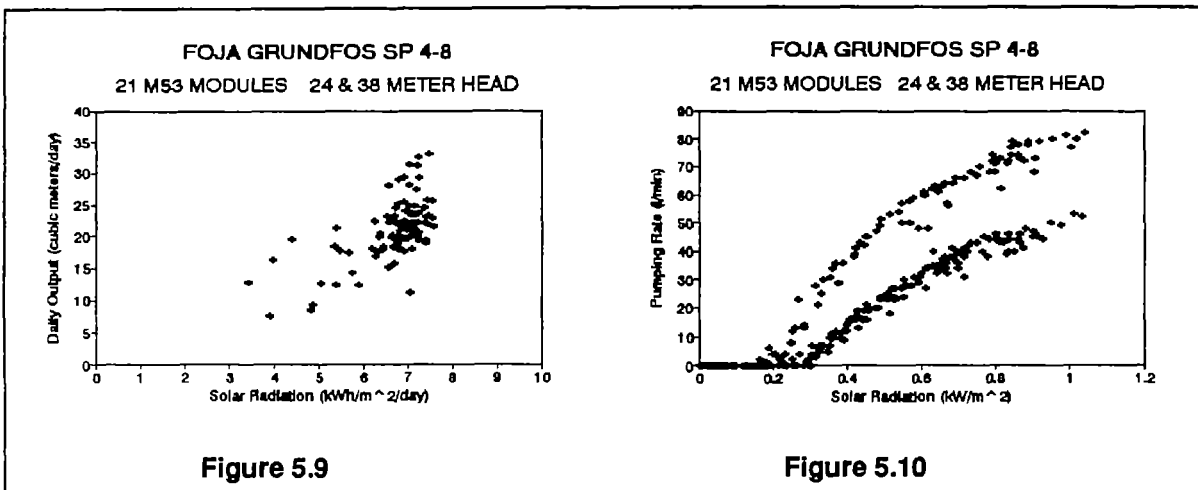 FOJA GRUNDFOS SP 4-8
21 M53 MODULES 24 & 38 METER HEAD
Daily Output (cubic meters/day)
40
35
30
25
20
15
10
5
0
0 1 2 3 4 5 6 7 8 9 10
Solar Radiation (kWh/m^2/day)
Figure 5.9
FOJA GRUNDFOS SP 4-8
21 M53 MODULES 24 & 38 METER HEAD
Pumping Rate (l/min)
90
80
70
60
50
40
30
20
10
0
0 0.2 0.4 0.6 0.8 1 1.2
Solar Radiation (kW/m^2)
Figure 5.10